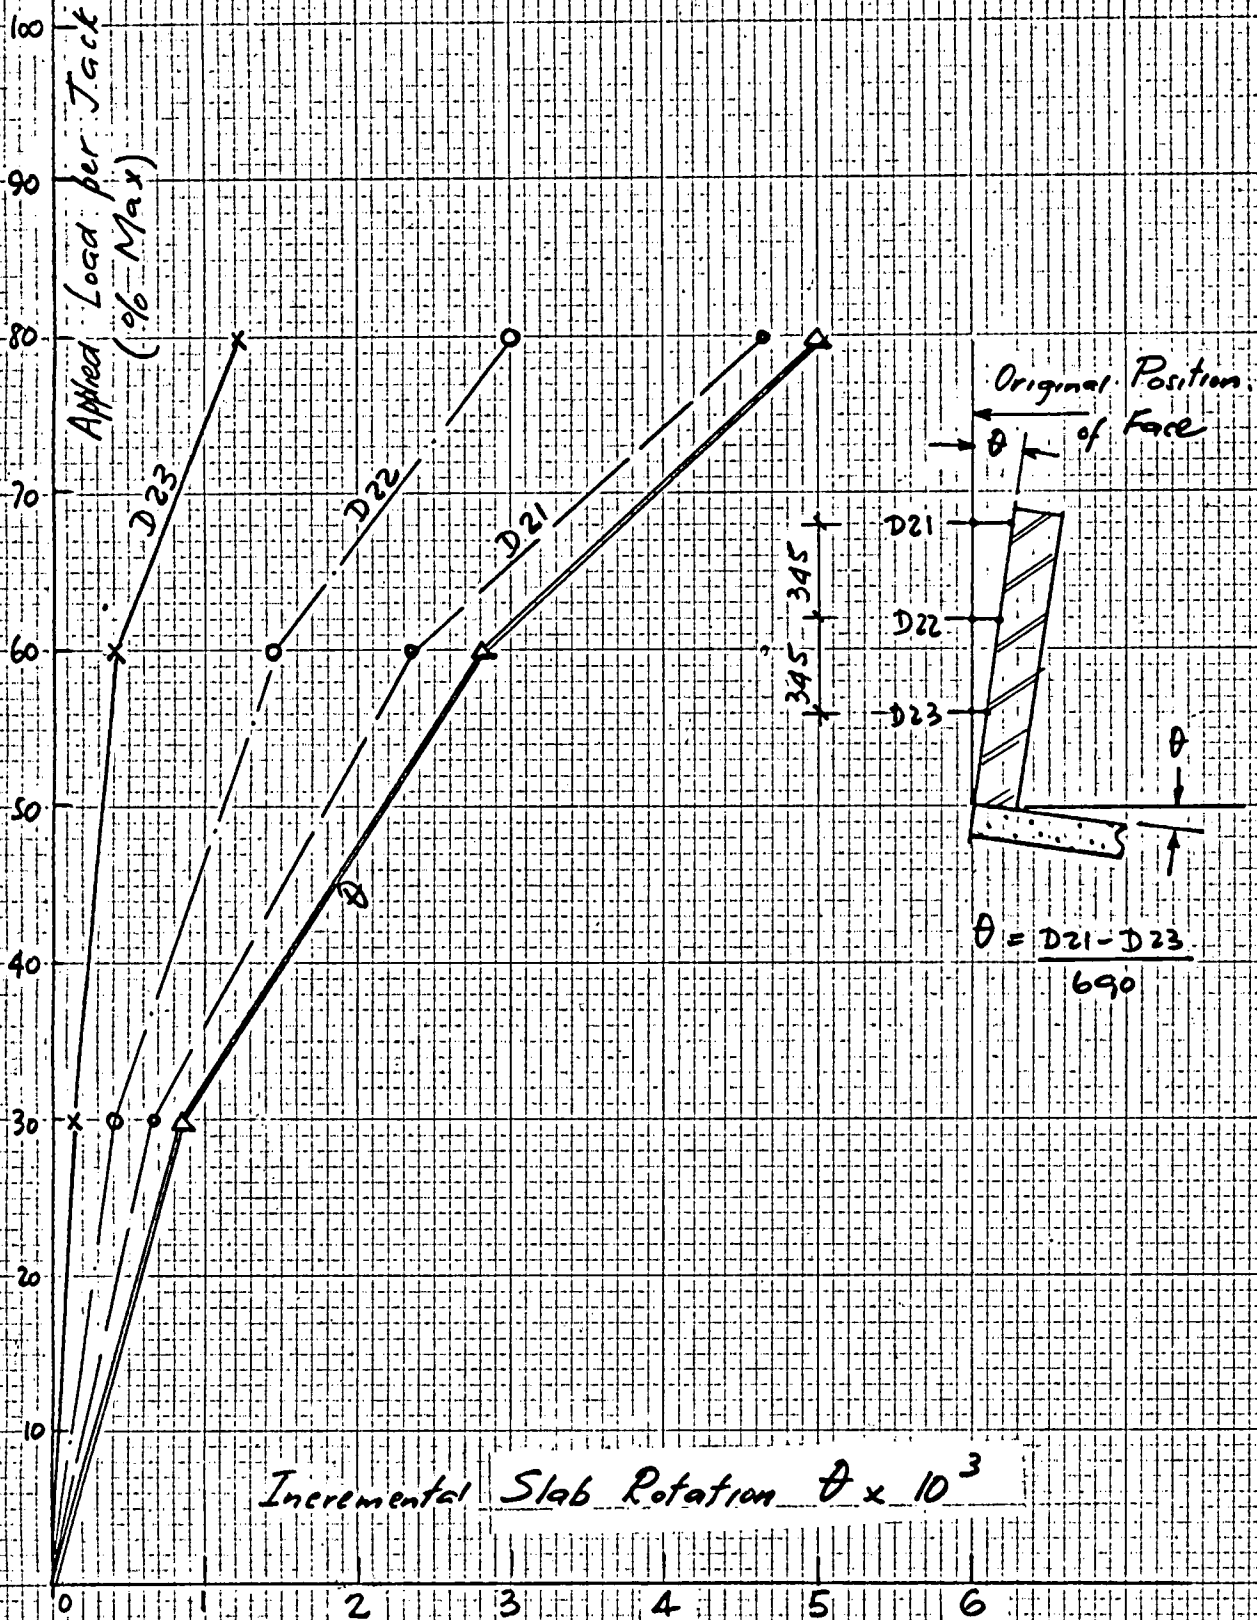 100
90
80
70
60
50
40
30
20
10
0 1 2 3 4 5 6
Applied Load per Jack
(% Max)
D23
D22
D21
θ
Incremental Slab Rotation θ x 10³
Original Position
of Face
θ
D21
D22
D23
345
345
θ
θ = D21 - D23
690